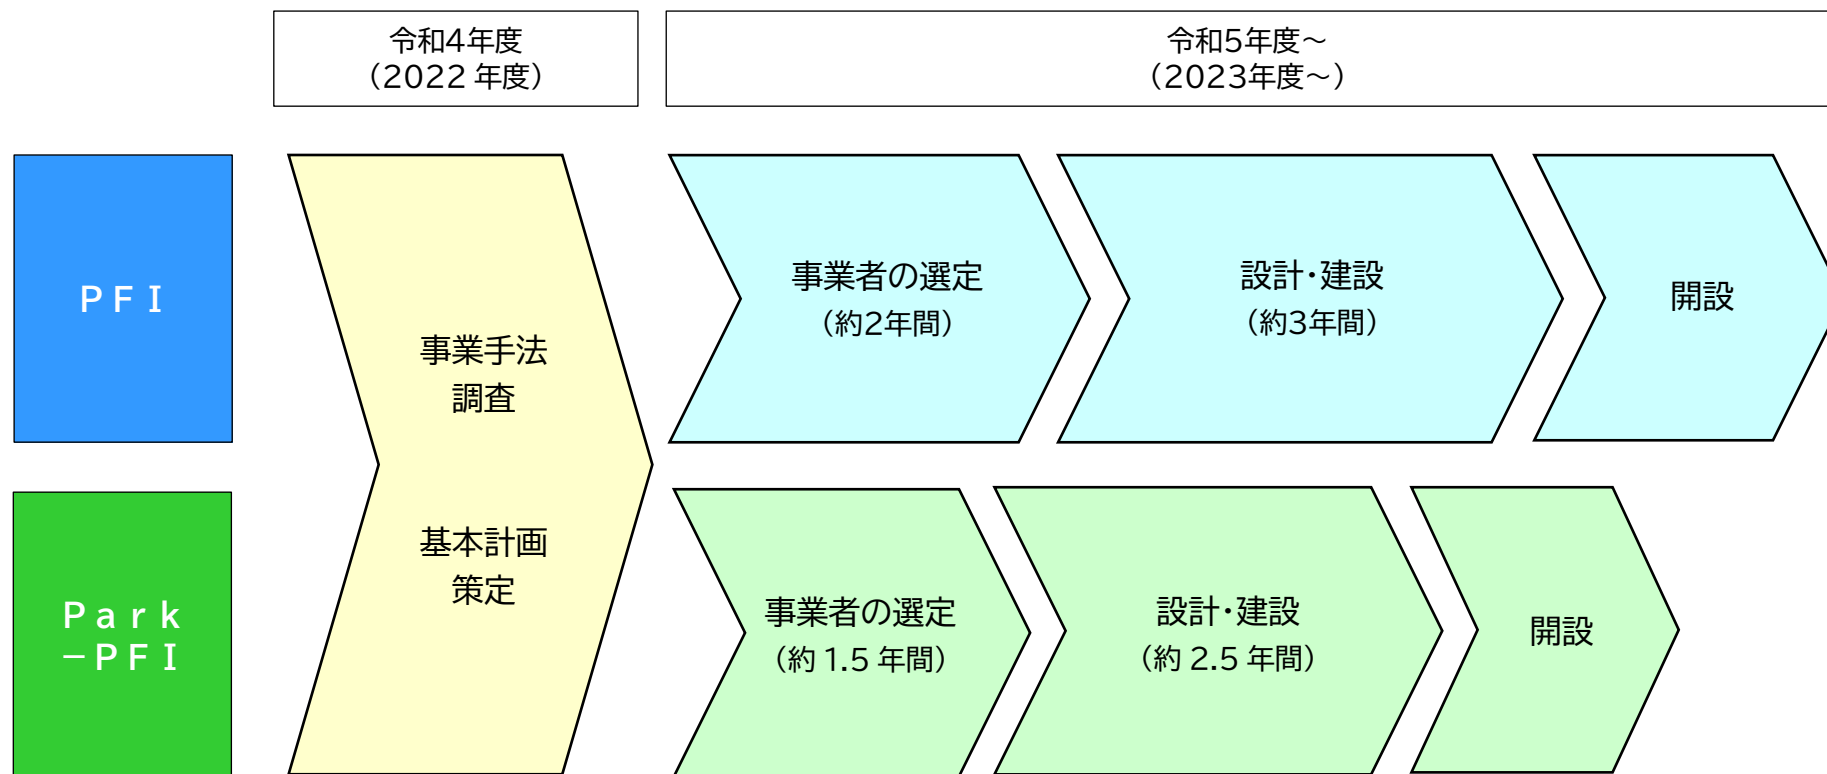 令和4年度
（2022 年度）
令和5年度～
（2023年度～）
ＰＦＩ
事業手法
調査
基本計画
策定
事業者の選定
（約2年間）
設計・建設
（約3年間）
開設
Ｐａｒｋ
－ＰＦＩ
事業者の選定
（約 1.5 年間）
設計・建設
（約 2.5 年間）
開設